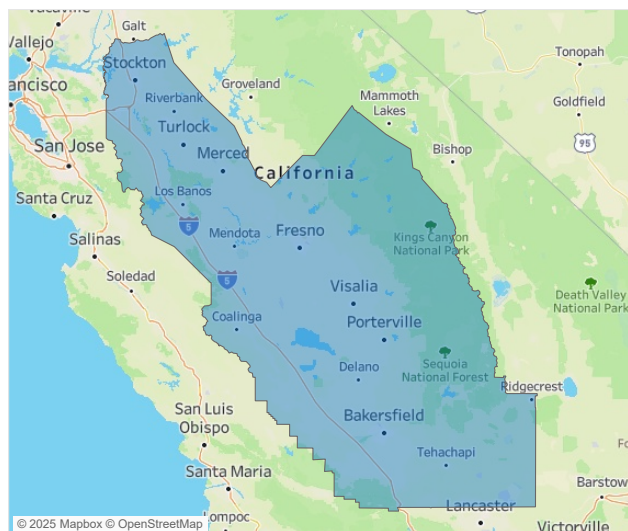 Vacaville
Galt
Vallejo
Stockton
Tonopah
Groveland
ancisco
Riverbank
Mammoth
Lakes
Goldfield
Turlock
95
San Jose
Merced
Bishop
California
Los Banos
Santa Cruz
5
Kings Canyon
National Park
Salinas
Mendota
Fresno
Soledad
5
Death Valley
National Park
Visalia
Coalinga
Porterville
Delano
Sequoia
National Forest
Ridgecrest
San Luis
Obispo
Bakersfield
Tehachapi
Santa Maria
Barstow
Lancaster
Lompoc
Victorville
© 2025 Mapbox © OpenStreetMap